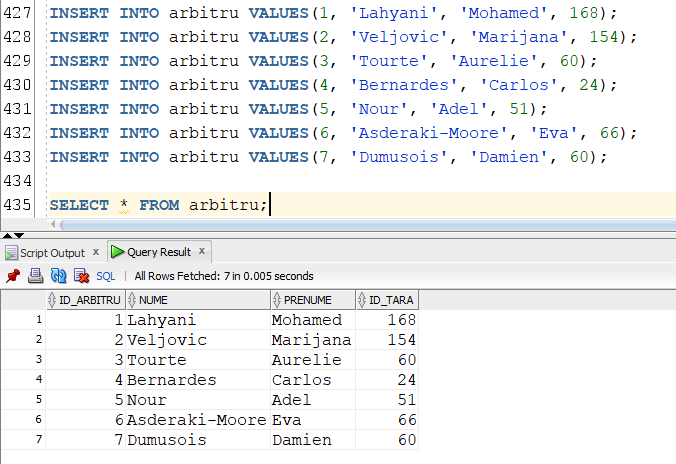 427 INSERT INTO arbitru VALUES(1, 'Lahyani', 'Mohamed', 168);
428 INSERT INTO arbitru VALUES(2, 'Veljovic', 'Marijana', 154);
429 INSERT INTO arbitru VALUES(3, 'Tourte', 'Aurelie', 60);
430 INSERT INTO arbitru VALUES(4, 'Bernardes', 'Carlos', 24);
431 INSERT INTO arbitru VALUES(5, 'Nour', 'Adel', 51);
432 INSERT INTO arbitru VALUES(6, 'Asderaki-Moore', 'Eva', 66);
433 INSERT INTO arbitru VALUES(7, 'Dumusois', 'Damien', 60);
434
435 SELECT * FROM arbitru;
Script Output x Query Result x
SQL | All Rows Fetched: 7 in 0.005 seconds
ID_ARBITRU NUME PRENUME ID_TARA
1 1 Lahyani Mohamed 168
2 2 Veljovic Marijana 154
3 3 Tourte Aurelie 60
4 4 Bernardes Carlos 24
5 5 Nour Adel 51
6 6 Asderaki-Moore Eva 66
7 7 Dumusois Damien 60